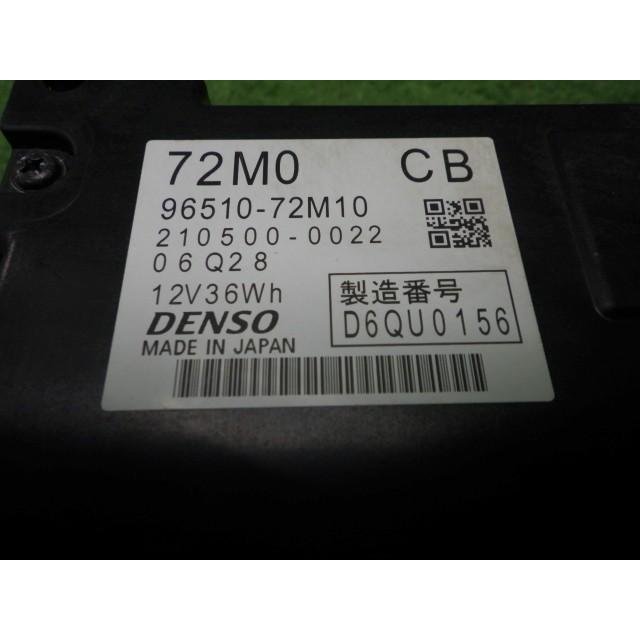 72M0 CB
96510-72M10
210500-0022
06Q28
12V36Wh
製造番号
DENSO
D6QU0156
MADE IN JAPAN